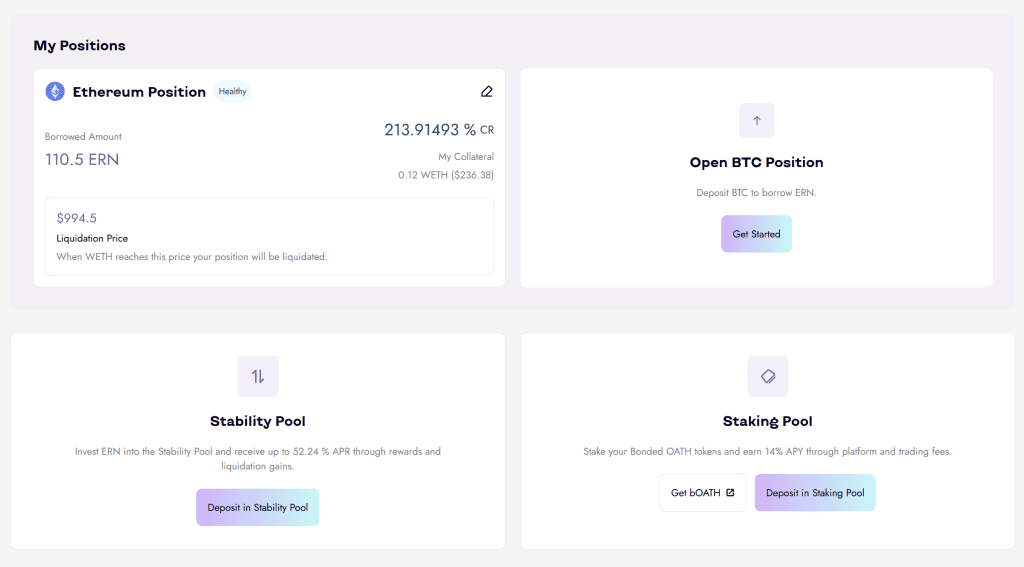 My Positions
Ethereum Position Healthy
Borrowed Amount
110.5 ERN
213.91493 % CR
My Collateral
0.12 WETH ($236.38)
$994.5
Liquidation Price
When WETH reaches this price your position will be liquidated.
Open BTC Position
Deposit BTC to borrow ERN.
Get Started
Stability Pool
Invest ERN into the Stability Pool and receive up to 52.24 % APR through rewards and
liquidation gains.
Deposit in Stability Pool
Staking Pool
Stake your Bonded OATH tokens and earn 14% APY through platform and trading fees.
Get bOATH
Deposit in Staking Pool